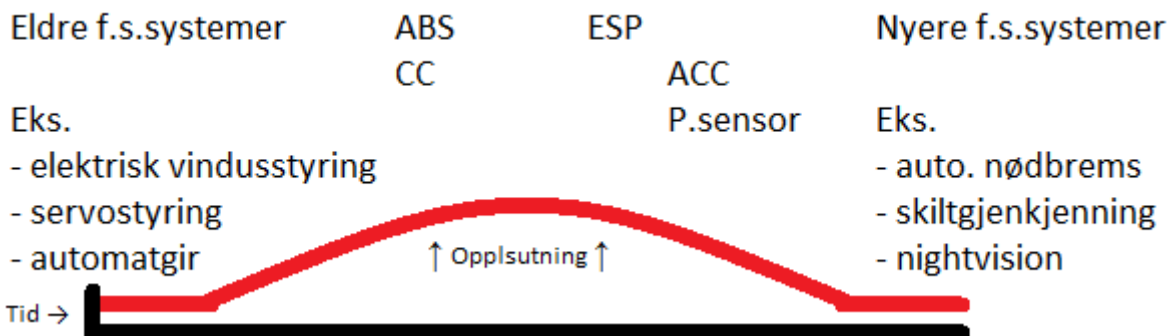 Eldre f.s.systemer ABS ESP Nyere f.s.systemer
CC ACC
Eks. P.sensor Eks.
- elektrisk vindusstyring - auto. nødbrems
- servostyring - skiltgjenkjenning
- automatgir ↑ Opplsutning ↑ - nightvision
Tid →